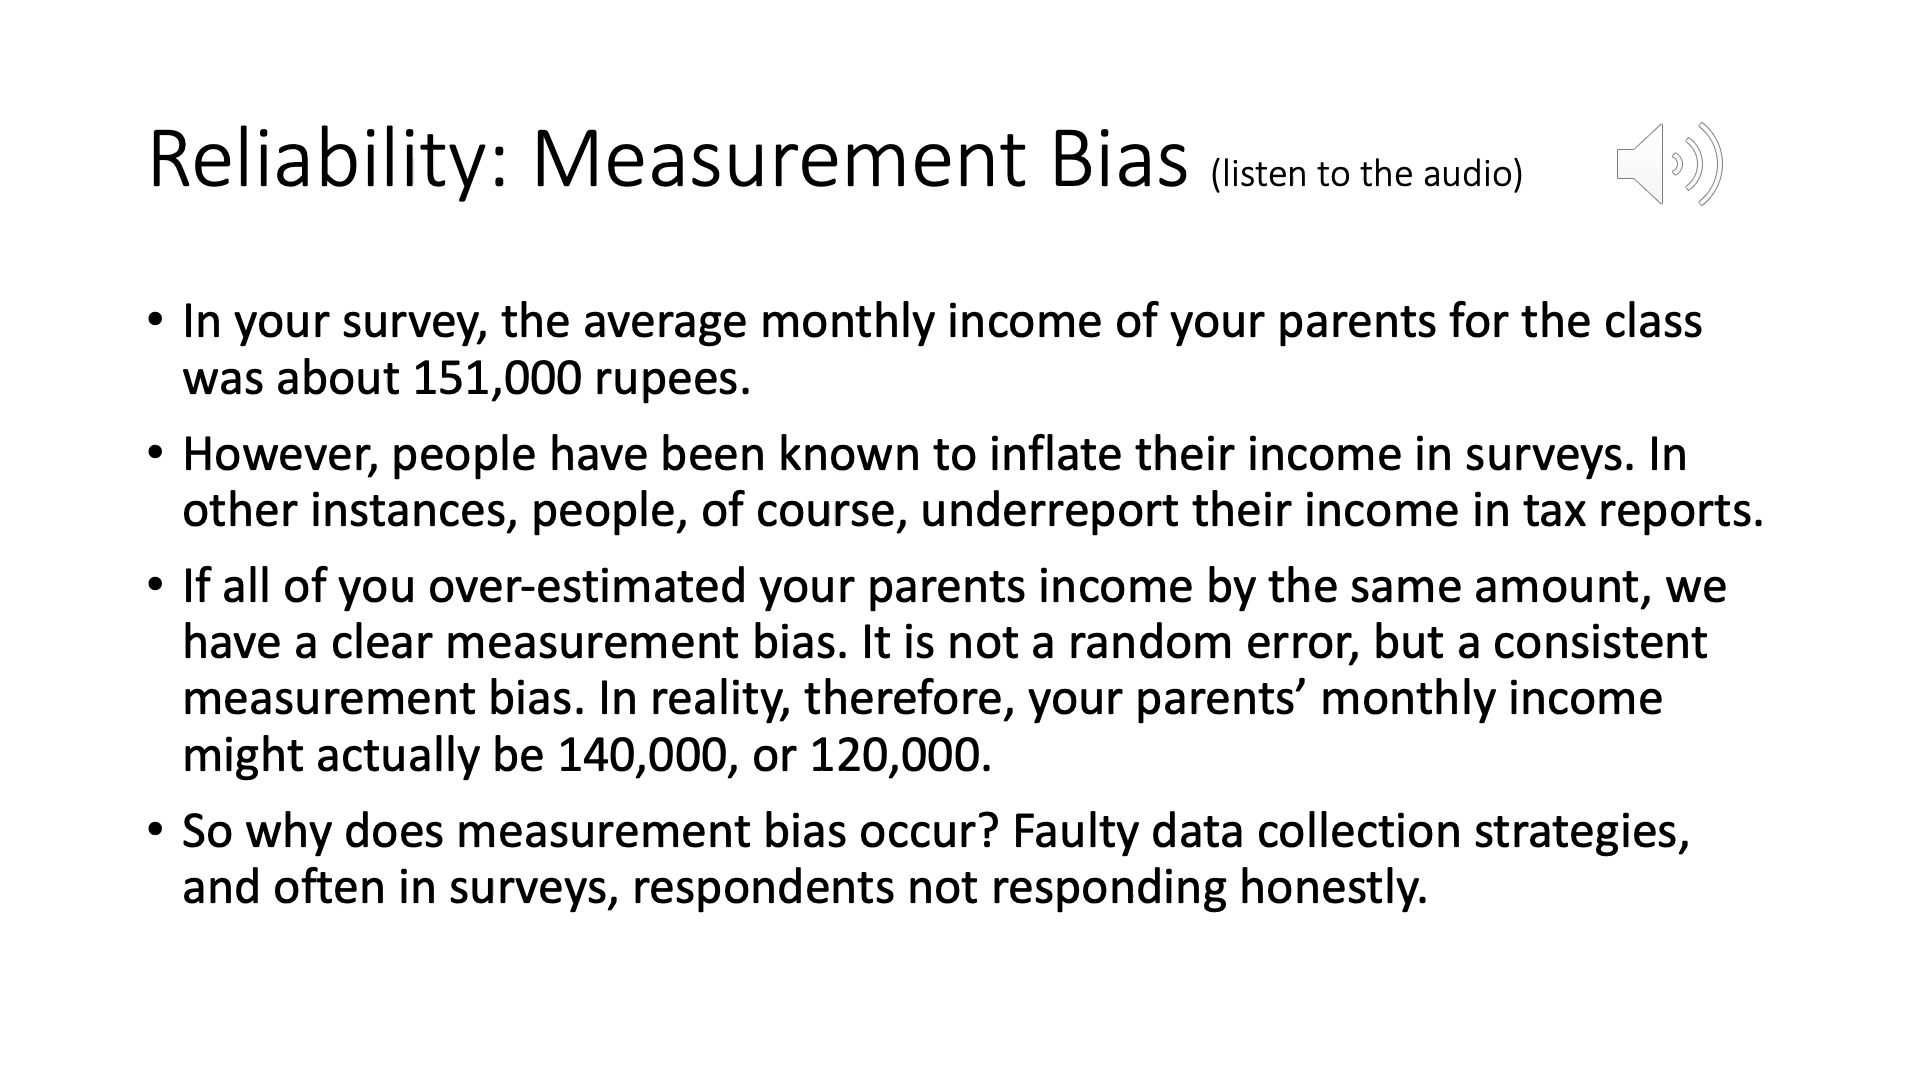 Reliability: Measurement Bias (listen to the audio)
• In your survey, the average monthly income of your parents for the class
was about 151,000 rupees.
• However, people have been known to inflate their income in surveys. In
other instances, people, of course, underreport their income in tax reports.
• If all of you over-estimated your parents income by the same amount, we
have a clear measurement bias. It is not a random error, but a consistent
measurement bias. In reality, therefore, your parents’ monthly income
might actually be 140,000, or 120,000.
• So why does measurement bias occur? Faulty data collection strategies,
and often in surveys, respondents not responding honestly.